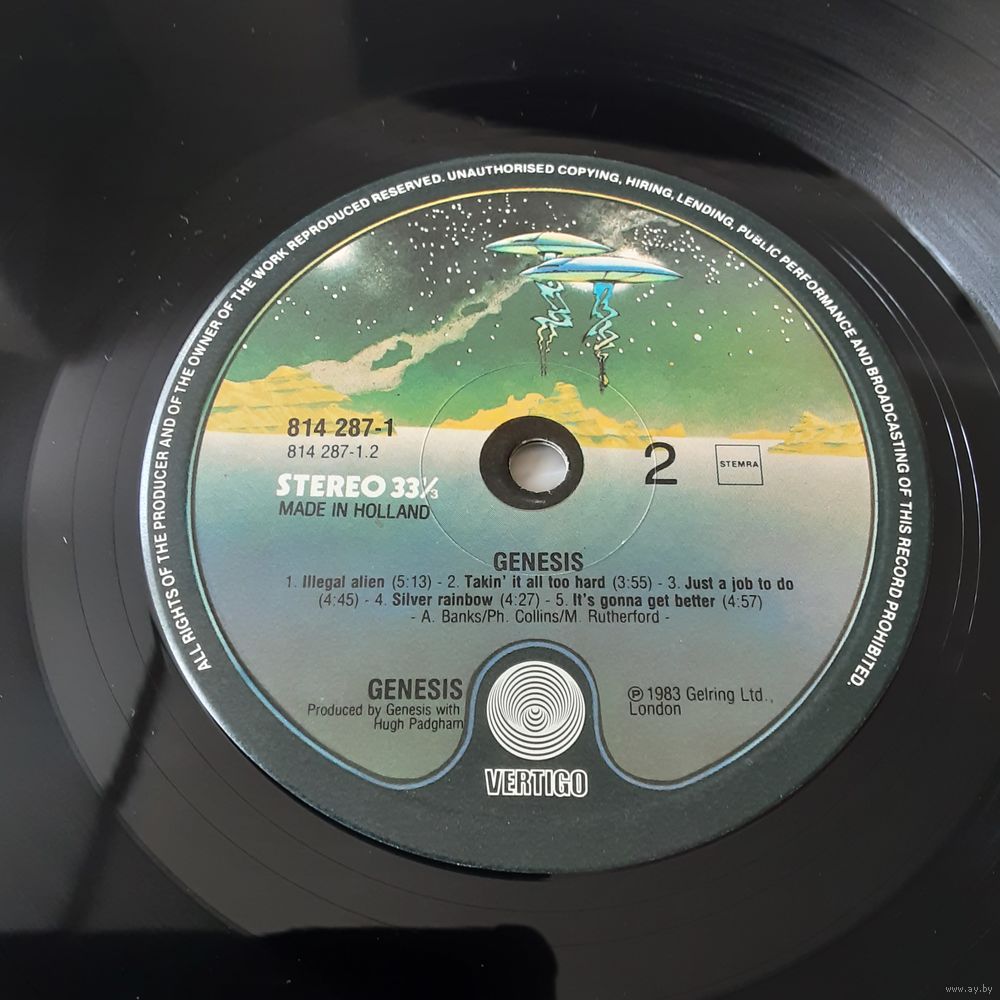 ALL RIGHTS OF THE PRODUCER AND OF THE OWNER OF THE WORK REPRODUCED RESERVED. UNAUTHORISED COPYING, HIRING, LENDING, PUBLIC PERFORMANCE AND BROADCASTING OF THIS RECORD PROHIBITED.
814 287-1
814 287-1.2
2
STEMRA
STEREO 33⅓
MADE IN HOLLAND
GENESIS
1. Illegal alien (5:13) - 2. Takin' it all too hard (3:55) - 3. Just a job to do
(4:45) - 4. Silver rainbow (4:27) - 5. It's gonna get better (4:57)
- A. Banks/Ph. Collins/M. Rutherford -
GENESIS
Produced by Genesis with
Hugh Padgham
℗ 1983 Gelring Ltd.,
London
VERTIGO
www.ay.by